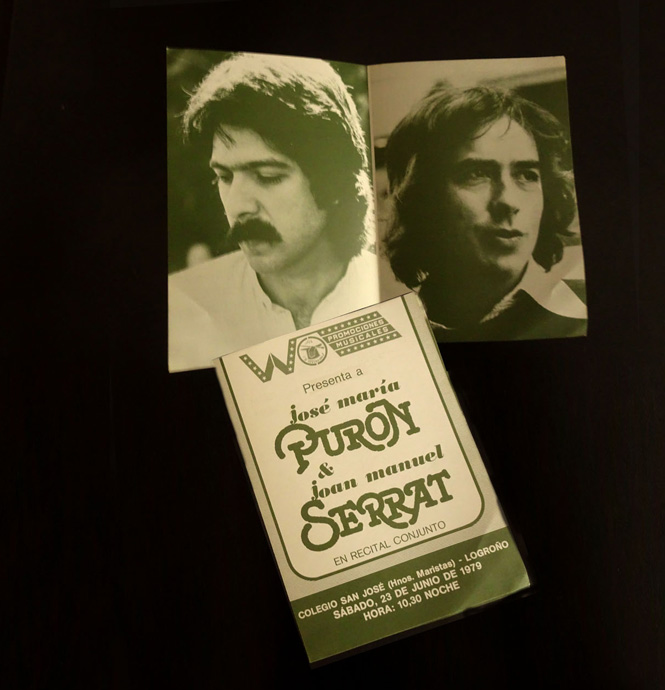 W
PROMOCIONES
MUSICALES
Presenta a
josé maría
PURÓN
&
joan manuel
SERRAT
EN RECITAL CONJUNTO
COLEGIO SAN JOSÉ (Hnos. Maristas) - LOGROÑO
SÁBADO, 23 DE JUNIO DE 1979
HORA: 10,30 NOCHE